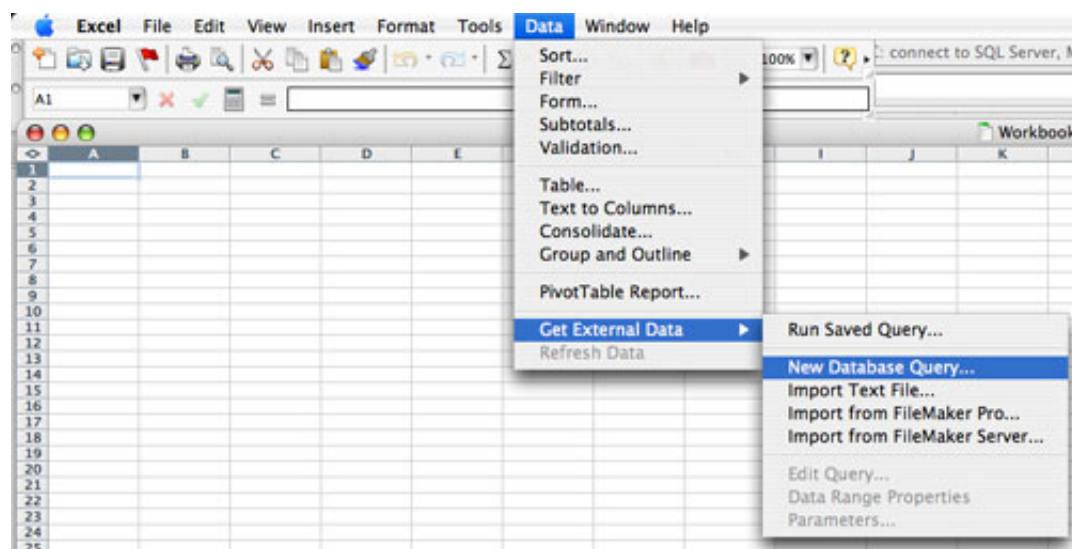 Excel File Edit View Insert Format Tools Data Window Help
100% : connect to SQL Server,
A1
Workbook
A B C D E I J K
1
2
3
4
5
6
7
8
9
10
11
12
13
14
15
16
17
18
19
20
21
22
23
24
25
Sort...
Filter
Form...
Subtotals...
Validation...
Table...
Text to Columns...
Consolidate...
Group and Outline
PivotTable Report...
Get External Data
Refresh Data
Run Saved Query...
New Database Query...
Import Text File...
Import from FileMaker Pro...
Import from FileMaker Server...
Edit Query...
Data Range Properties
Parameters...